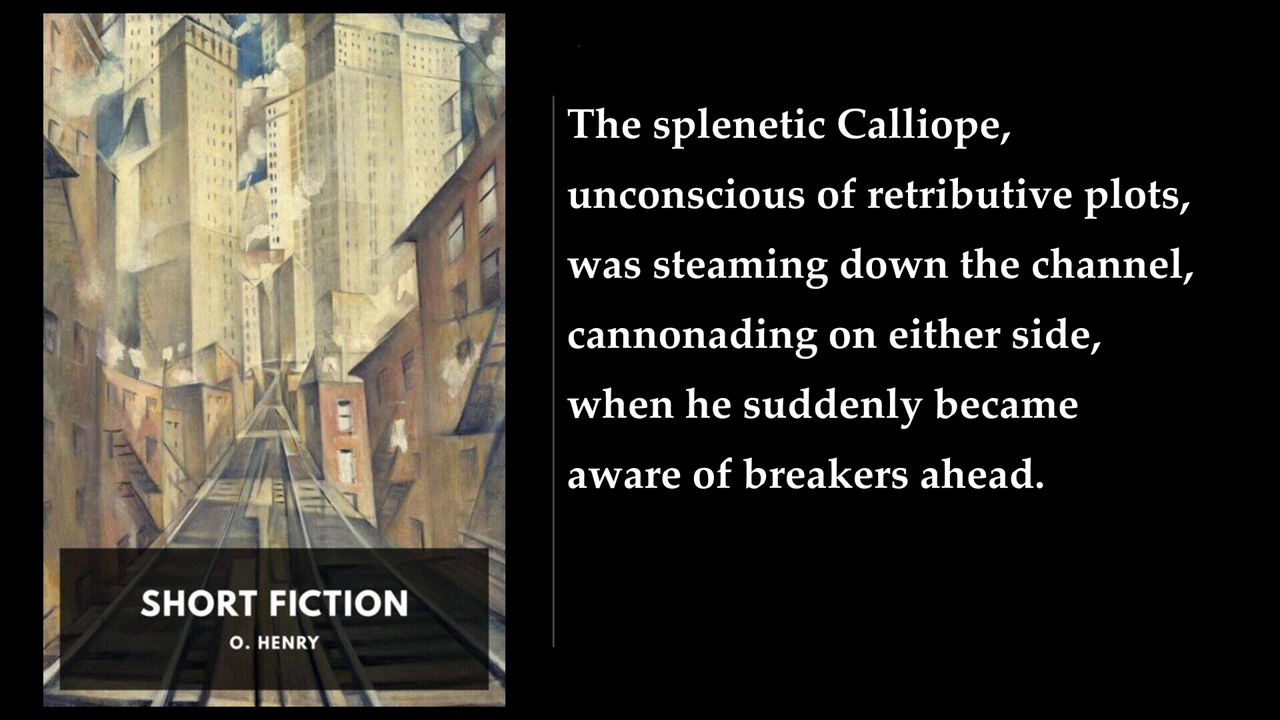 The splenetic Calliope,
unconscious of retributive plots,
was steaming down the channel,
cannonading on either side,
when he suddenly became
aware of breakers ahead.
SHORT FICTION
O. HENRY